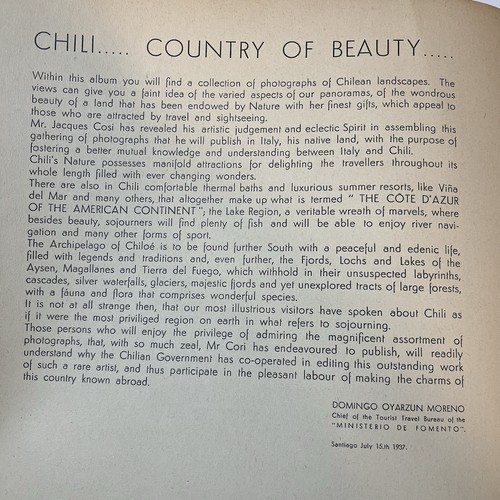 CHILI..... COUNTRY OF BEAUTY.....
Within this album you will find a collection of photographs of Chilean landscapes. The
views can give you a faint idea of the varied aspects of our panoramas, of the wondrous
beauty of a land that has been endowed by Nature with her finest gifts, which appeal to
those who are attracted by travel and sightseeing.
Mr. Jacques Cosi has revealed his artistic judgement and eclectic Spirit in assembling this
gathering of photographs that he will publish in Italy, his native land, with the purpose of
fostering a better mutual knowledge and understanding between Italy and Chili.
Chili's Nature possesses manifold attractions for delighting the travellers throughout its
whole length filled with ever changing wonders.
There are also in Chili comfortable thermal baths and luxurious summer resorts, like Viña
del Mar and many others, that altogether make up what is termed " THE CÔTE D'AZUR
OF THE AMERICAN CONTINENT "; the Lake Region, a veritable wreath of marvels, where
besides beauty, sojourners will find plenty of fish and will be able to enjoy river navi-
gation and many other forms of sport.
The Archipelago of Chiloé is to be found further South with a peaceful and edenic life,
filled with legends and traditions and, even further, the Fjords, Lochs and Lakes of the
Aysen, Magallanes and Tierra del Fuego, which withhold in their unsuspected labyrinths,
cascades, silver waterfalls, glaciers, majestic fjords and yet unexplored tracts of large forests,
with a fáuna and flora that comprises wonderful species.
It is not at all strange then, that our most illustrious visitors have spoken about Chili as
if it were the most priviliged region on earth in what refers to sojourning.
Those persons who will enjoy the privilege of admiring the magnificent assortment of
photographs, that, with so much zeal, Mr Cori has endeavoured to publish, will readily
understand why the Chilian Government has co-operated in editing this outstanding work
of such a rare artist, and thus participate in the pleasant labour of making the charms of
this country known abroad.
DOMINGO OYARZUN MORENO
Chief of the Tourist Travel Bureau of the
"MINISTERIO DE FOMENTO".
Santiago July 15.th 1937.